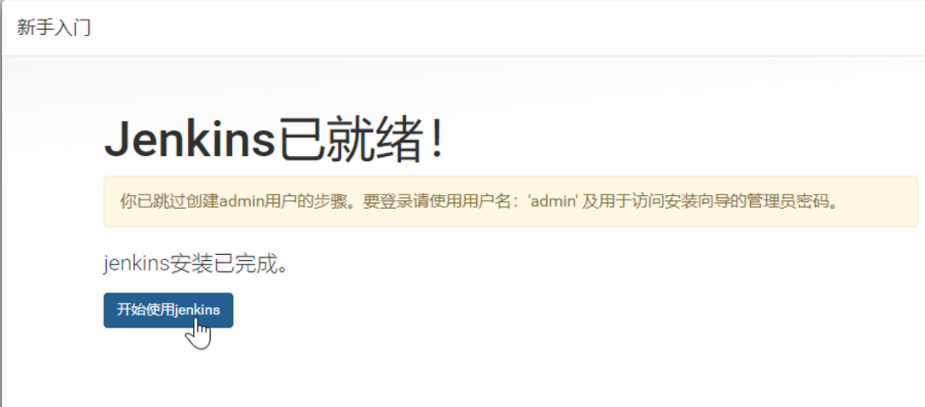 新手入门
Jenkins已就绪！
你已跳过创建admin用户的步骤。要登录请使用用户名：'admin' 及用于访问安装向导的管理员密码。
jenkins安装已完成。
开始使用jenkins